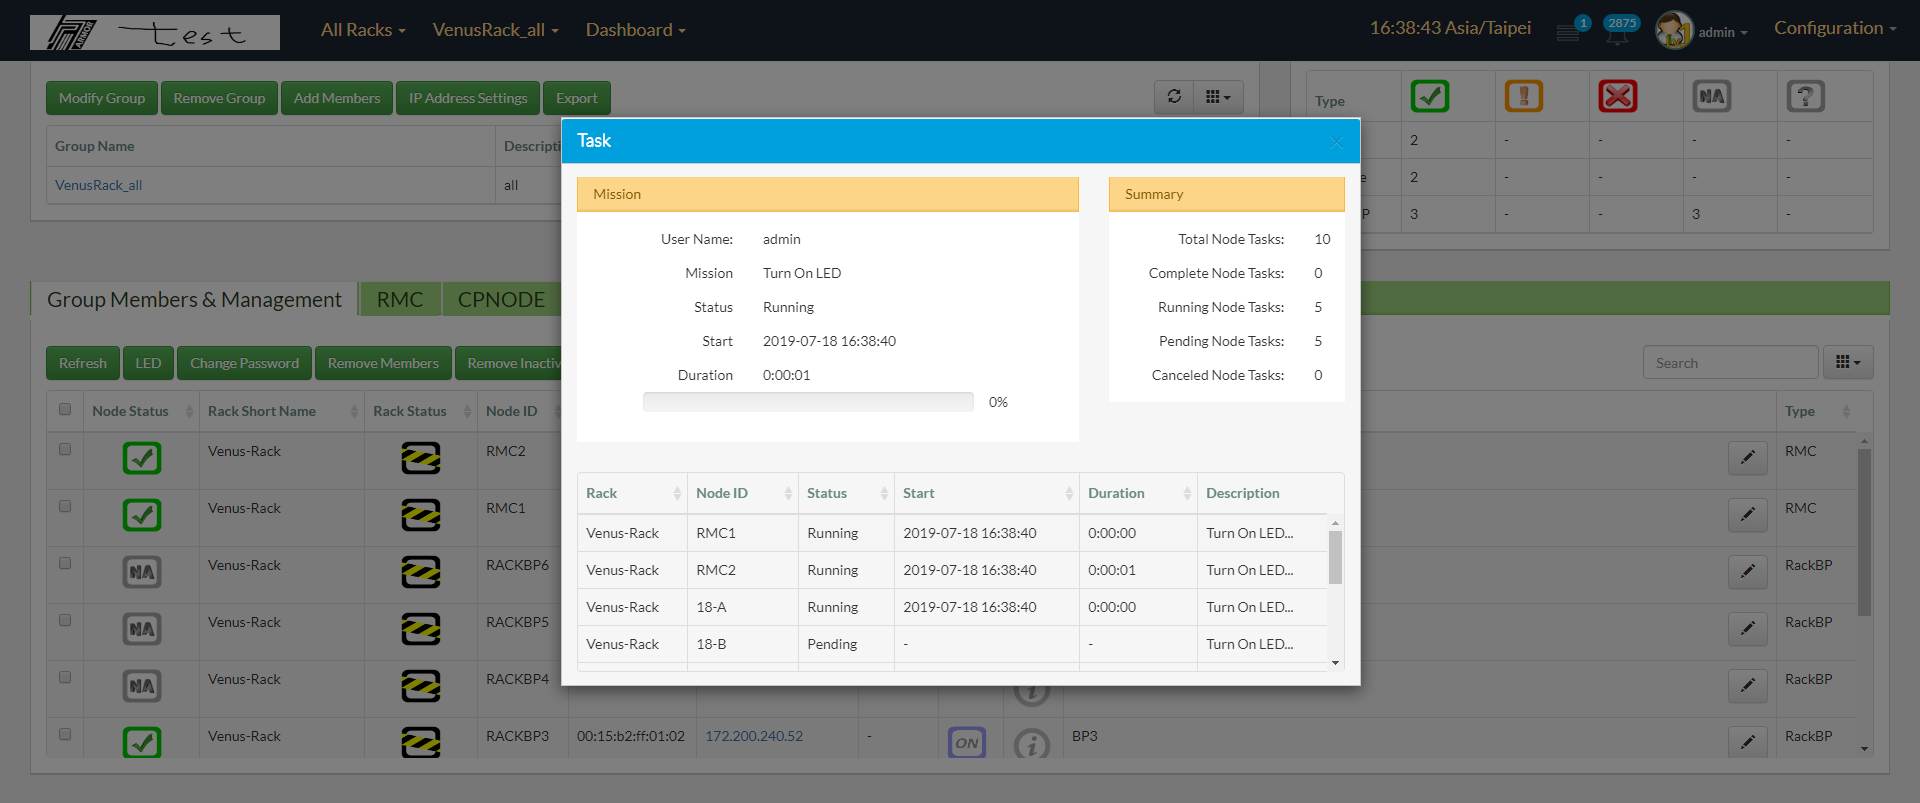 ARMOR test All Racks VenusRack_all Dashboard 16:38:43 Asia/Taipei 1 2875 admin Configuration
Modify Group Remove Group Add Members IP Address Settings Export
Type NA ?
Group Name Descripti
VenusRack_all all
2 - - - -
e 2 - - - -
P 3 - - 3 -
Task
Mission
User Name: admin
Mission Turn On LED
Status Running
Start 2019-07-18 16:38:40
Duration 0:00:01
0%
Summary
Total Node Tasks: 10
Complete Node Tasks: 0
Running Node Tasks: 5
Pending Node Tasks: 5
Canceled Node Tasks: 0
Rack Node ID Status Start Duration Description
Venus-Rack RMC1 Running 2019-07-18 16:38:40 0:00:00 Turn On LED...
Venus-Rack RMC2 Running 2019-07-18 16:38:40 0:00:01 Turn On LED...
Venus-Rack 18-A Running 2019-07-18 16:38:40 0:00:00 Turn On LED...
Venus-Rack 18-B Pending - - Turn On LED...
Group Members & Management RMC CPNODE
Refresh LED Change Password Remove Members Remove Inactiv Search
Node Status Rack Short Name Rack Status Node ID Type
Venus-Rack RMC2 RMC
Venus-Rack RMC1 RMC
NA Venus-Rack RACKBP6 RackBP
NA Venus-Rack RACKBP5 RackBP
NA Venus-Rack RACKBP4 i RackBP
Venus-Rack RACKBP3 00:15:b2:ff:01:02 172.200.240.52 - ON i BP3 RackBP